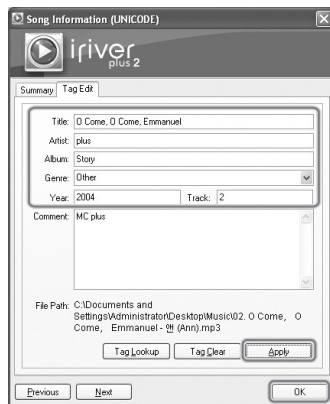 Song Information (UNICODE)
iriver
plus 2
Summary Tag Edit
Title: O Come, O Come, Emmanuel
Artist: plus
Album: Story
Genre: Other
Year: 2004 Track: 2
Comment: MC plus
File Path: C:\Documents and
Settings\Administrator\Desktop\Music\02. O Come, O
Come, Emmanuel - 앤 (Ann).mp3
Tag Lookup Tag Clear Apply
Previous Next OK